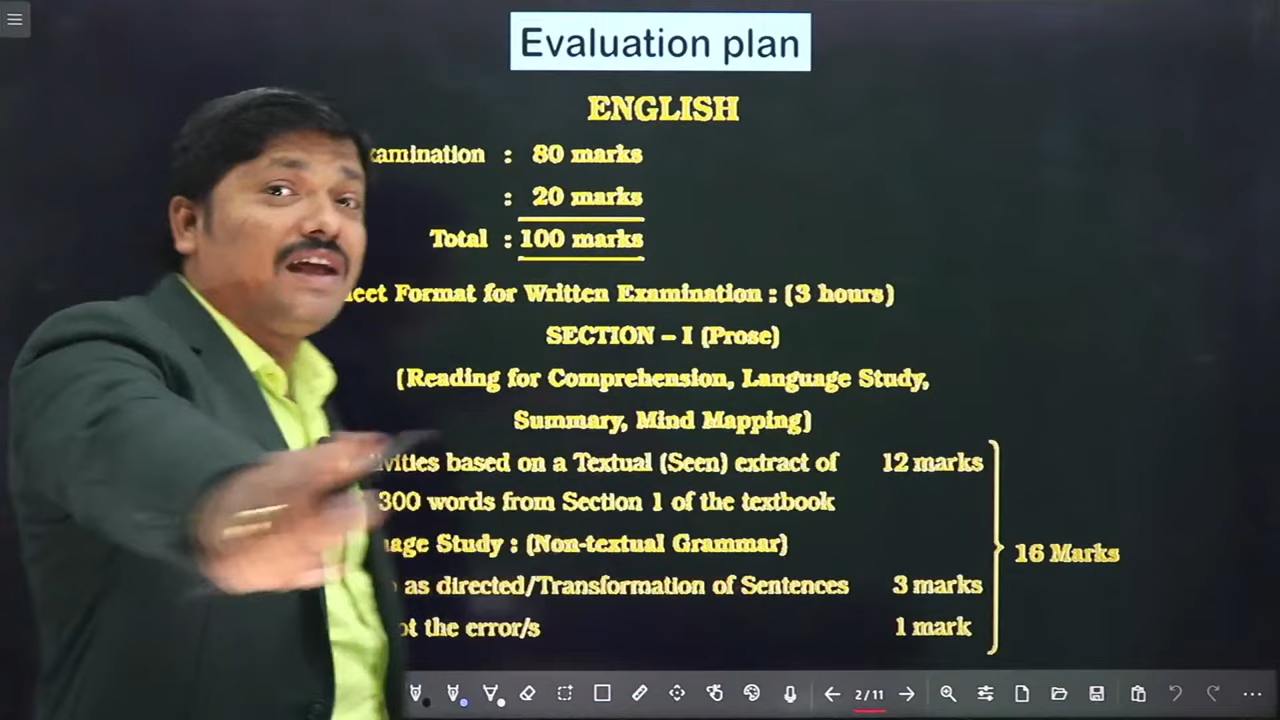 Evaluation plan
ENGLISH
: 80 marks
: 20 marks
Total : 100 marks
Format for Written Examination : (3 hours)
SECTION – I (Prose)
(Reading for Comprehension, Language Study,
Summary, Mind Mapping)
based on a Textual (Seen) extract of 12 marks
300 words from Section 1 of the textbook
16 Marks
Study : (Non-textual Grammar)
as directed/Transformation of Sentences 3 marks
the error/s 1 mark
2/11